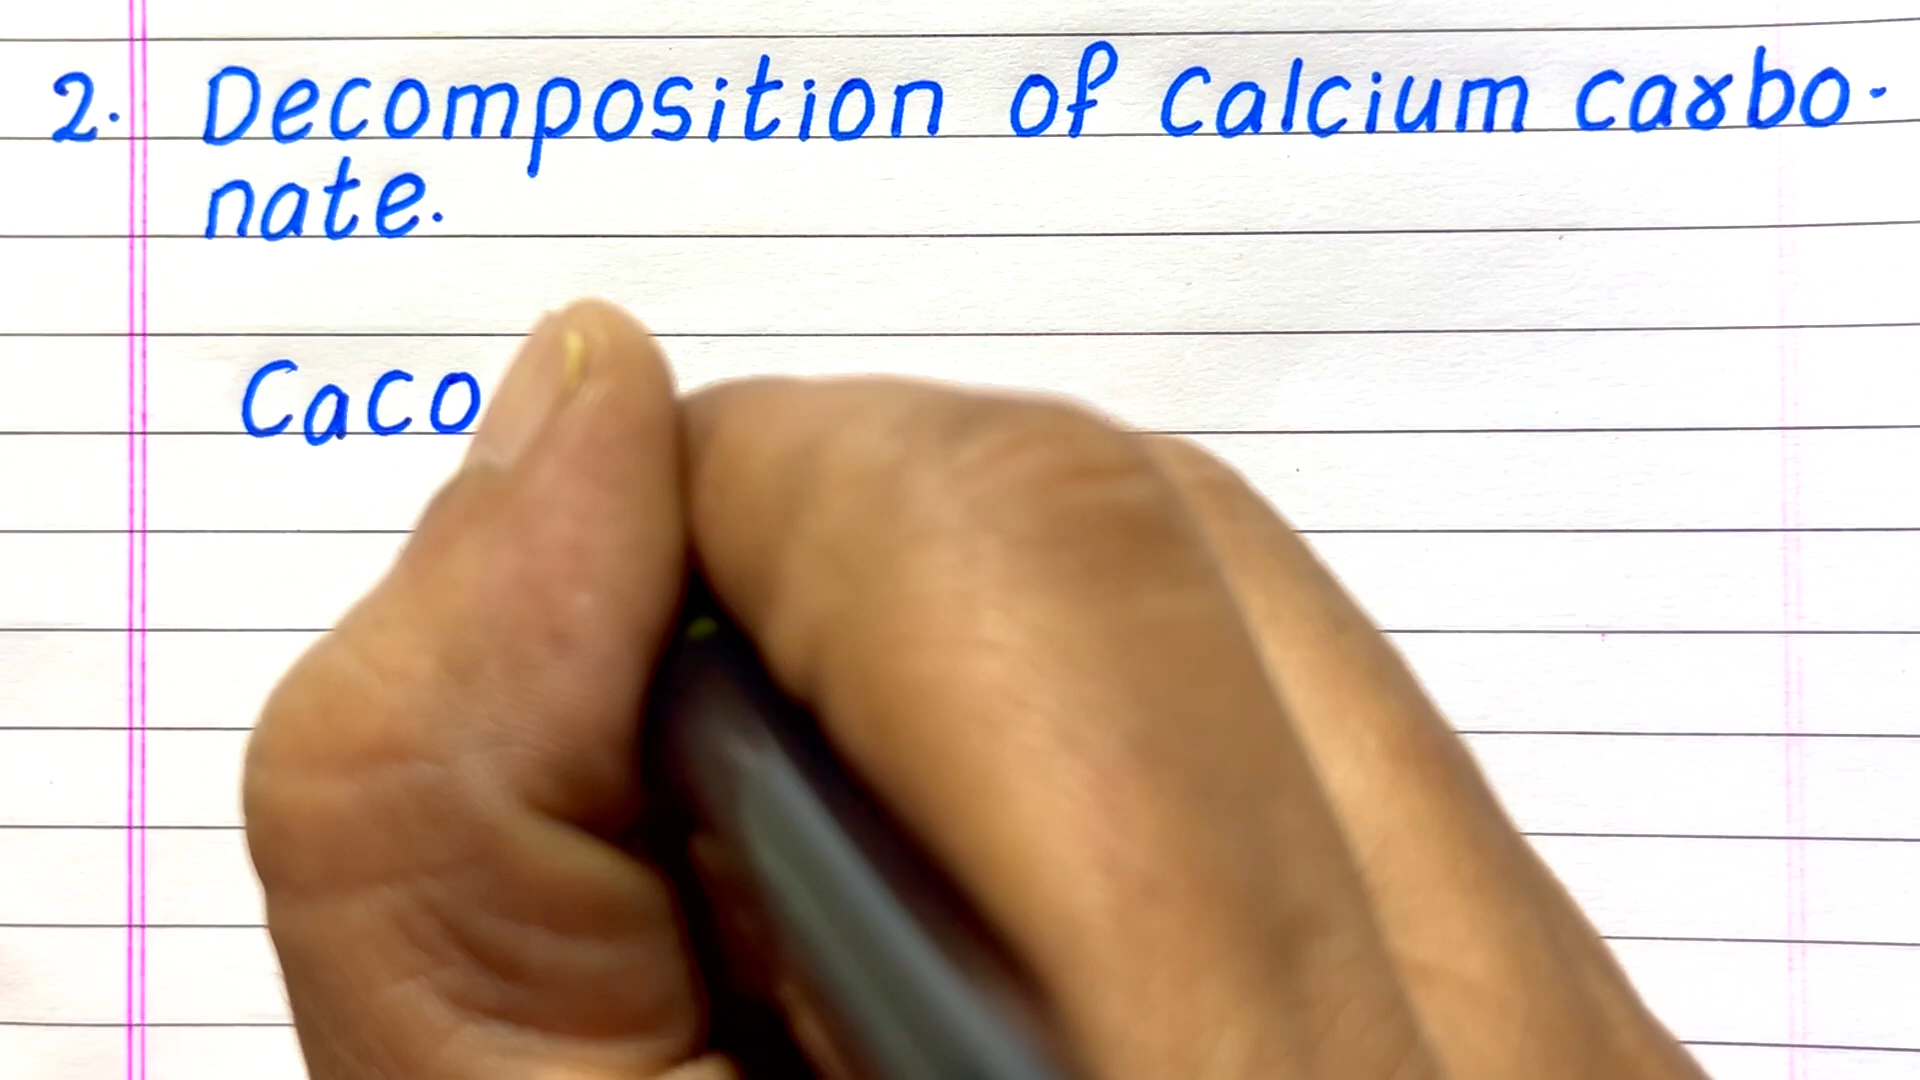 2. Decomposition of Calcium carbo-
nate.
CaCO